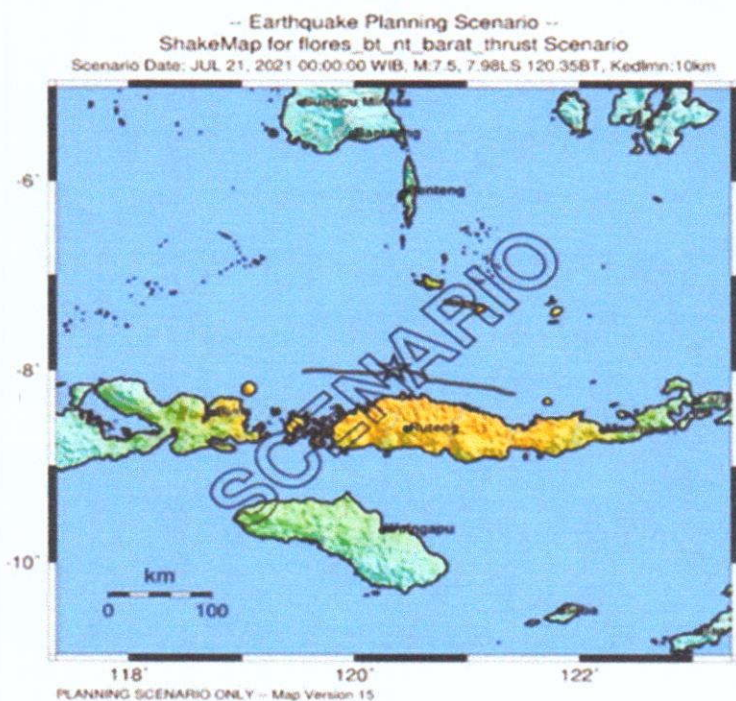 -- Earthquake Planning Scenario --
ShakeMap for flores_bt_nt_barat_thrust Scenario
Scenario Date: JUL 21, 2021 00:00:00 WIB, M:7.5, 7.98LS 120.35BT, Kedlmn:10km
-6°
-8°
-10°
SCENARIO
Ruteng
km
0 100
118° 120° 122°
PLANNING SCENARIO ONLY -- Map Version 15